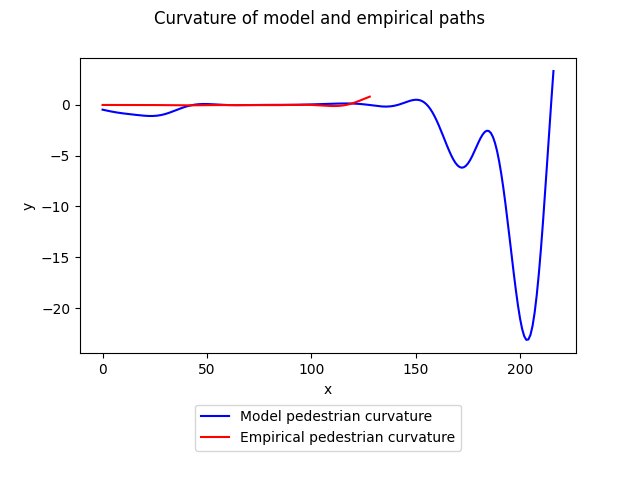 Curvature of model and empirical paths
0
−5
−10
−15
−20
y
0 50 100 150 200
x
Model pedestrian curvature
Empirical pedestrian curvature